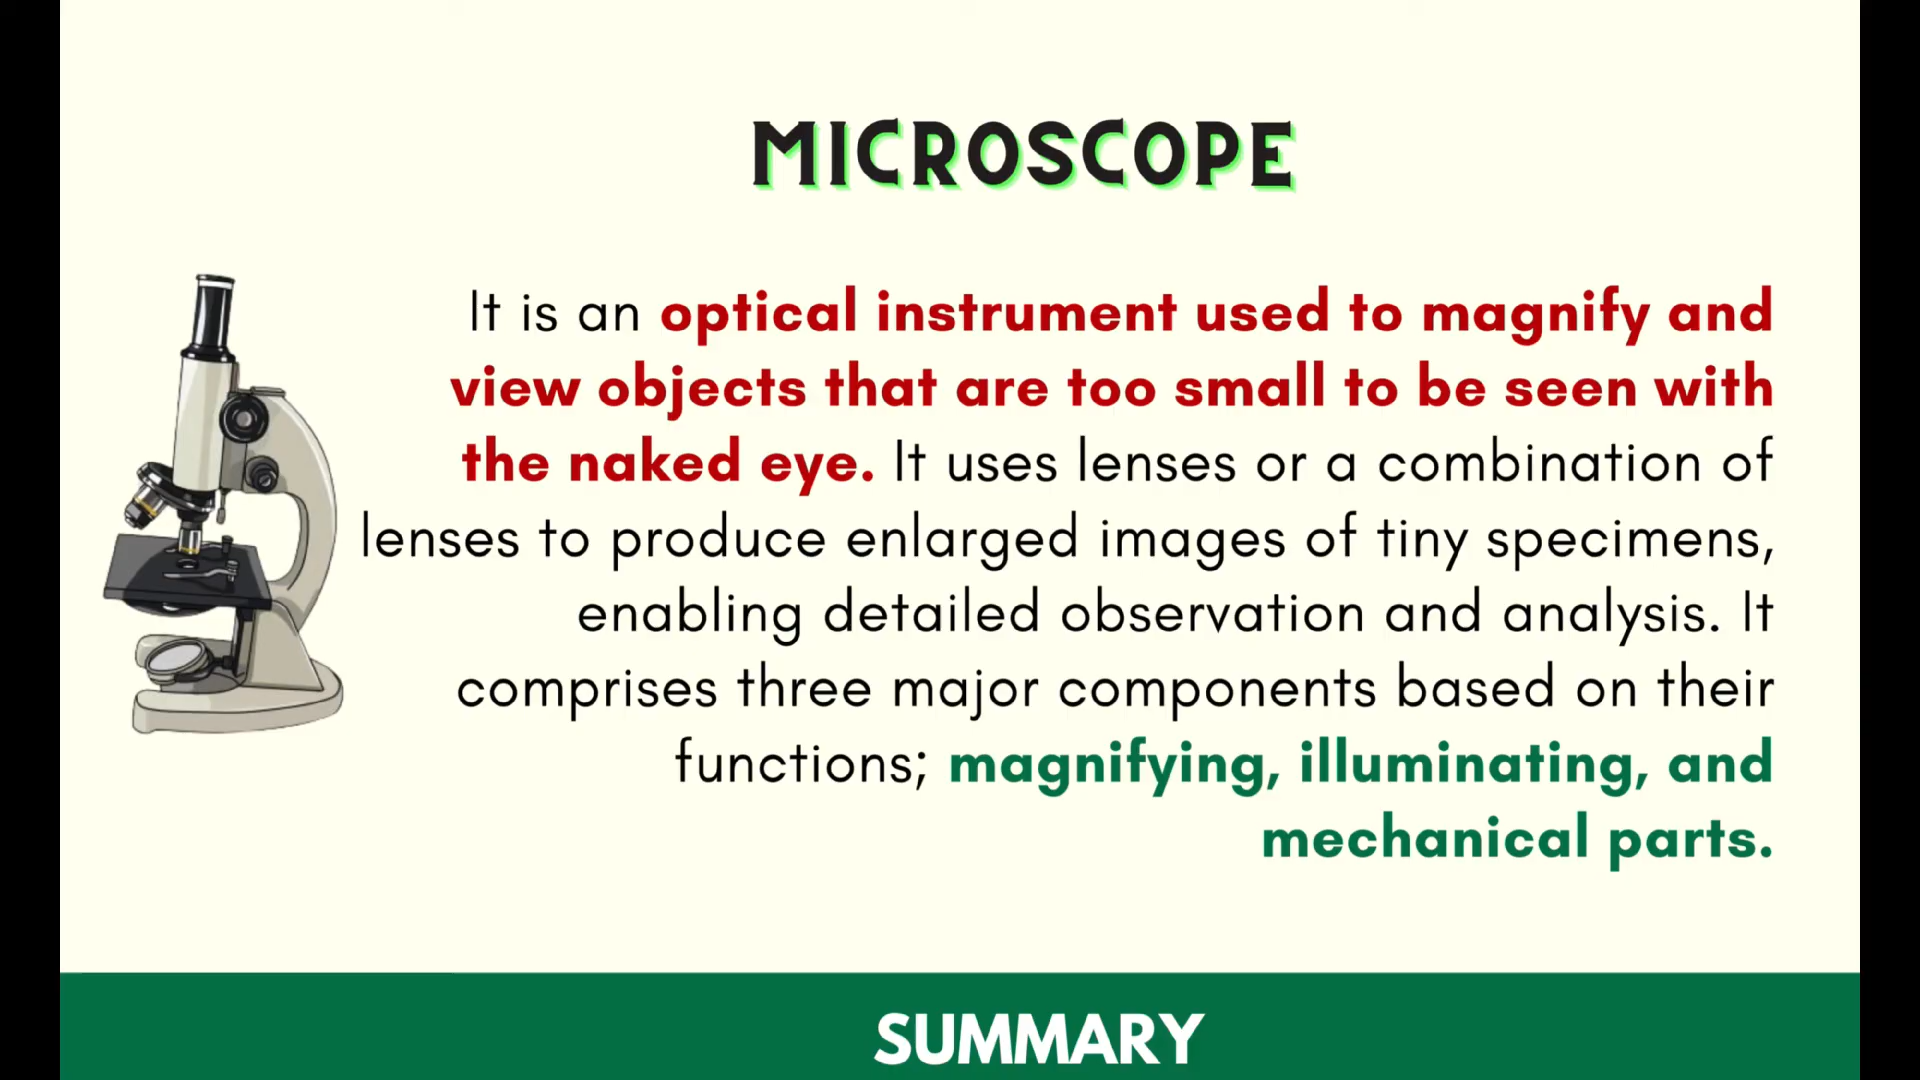 MICROSCOPE
It is an optical instrument used to magnify and
view objects that are too small to be seen with
the naked eye. It uses lenses or a combination of
lenses to produce enlarged images of tiny specimens,
enabling detailed observation and analysis. It
comprises three major components based on their
functions; magnifying, illuminating, and
mechanical parts.
SUMMARY